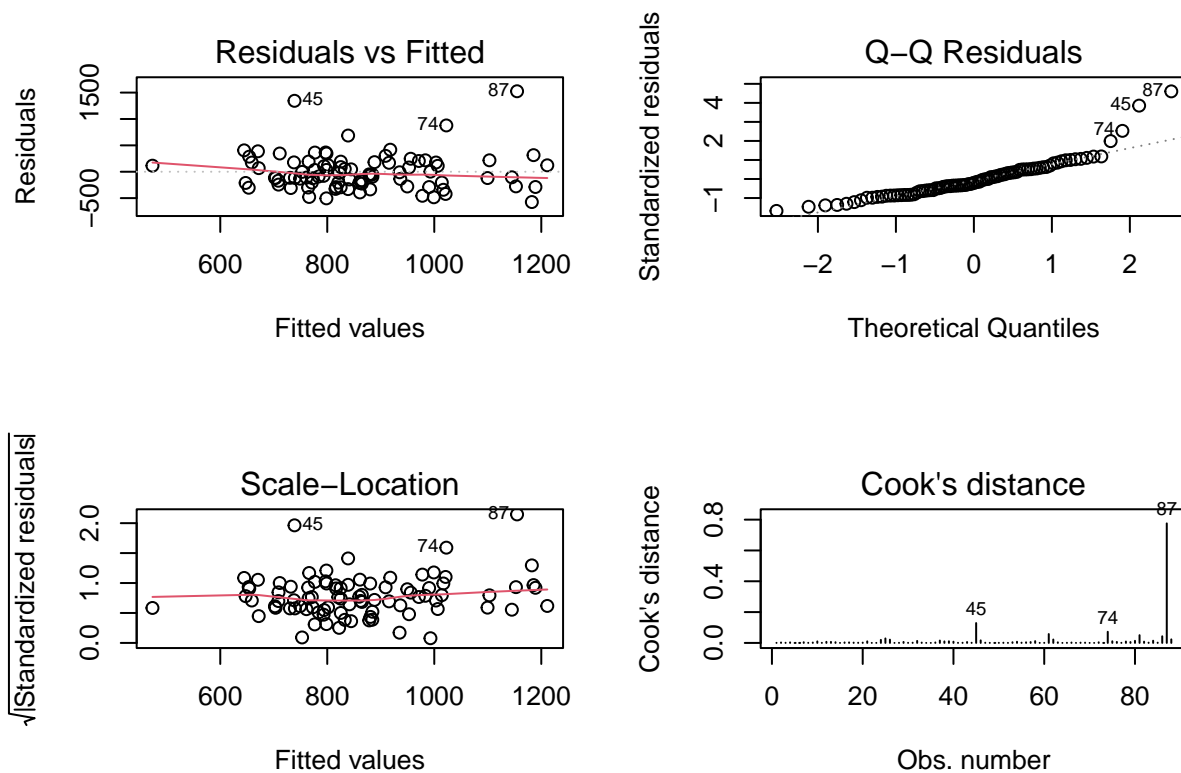 Residuals vs Fitted
Residuals
1500
−500
87
45
74
600 800 1000 1200
Fitted values
Q−Q Residuals
Standardized residuals
4
2
−1
87
45
74
−2 −1 0 1 2
Theoretical Quantiles
Scale−Location
√|Standardized residuals|
2.0
1.0
0.0
87
45
74
600 800 1000 1200
Fitted values
Cook's distance
Cook's distance
0.8
0.4
0.0
87
45
74
0 20 40 60 80
Obs. number